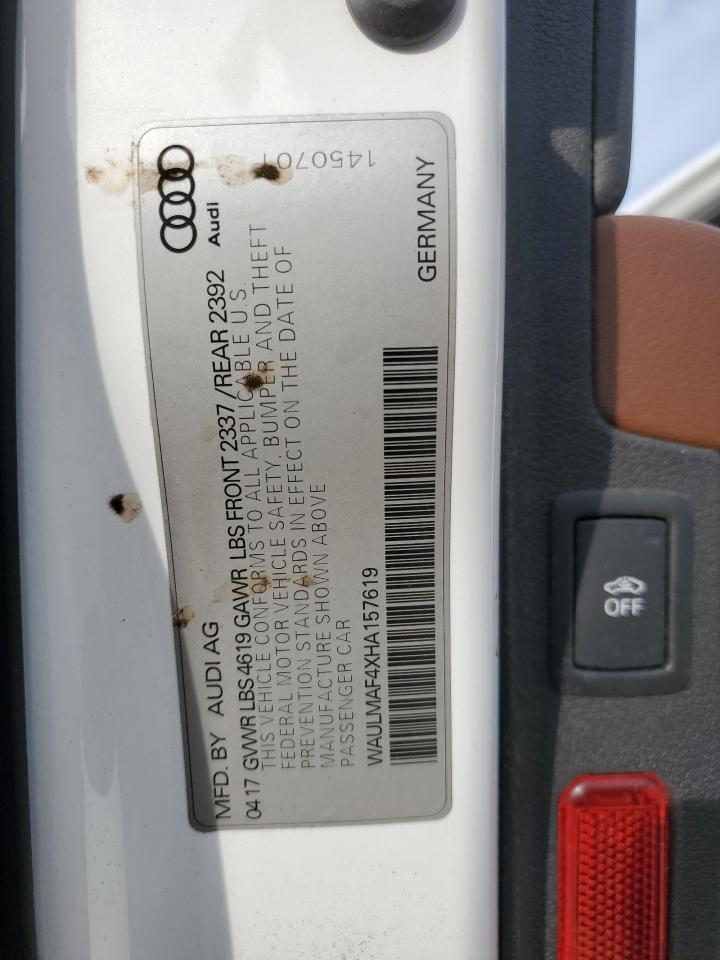 Audi
MFD. BY AUDI AG
0417 GVWR LBS 4619 GAWR LBS FRONT 2337 /REAR 2392
THIS VEHICLE CONFORMS TO ALL APPLICABLE U.S.
FEDERAL MOTOR VEHICLE SAFETY, BUMPER AND THEFT
PREVENTION STANDARDS IN EFFECT ON THE DATE OF
MANUFACTURE SHOWN ABOVE
PASSENGER CAR
WAULMAF4XHA157619
GERMANY
OFF